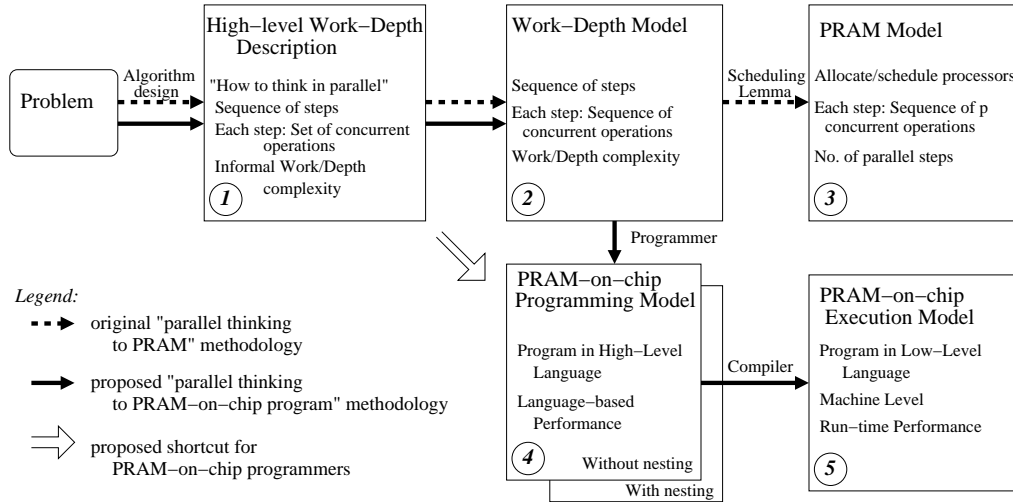 Problem
Algorithm
design
High-level Work-Depth
Description
"How to think in parallel"
Sequence of steps
Each step: Set of concurrent
operations
Informal Work/Depth
complexity
1
Work-Depth Model
Sequence of steps
Each step: Sequence of
concurrent operations
Work/Depth complexity
2
Scheduling
Lemma
PRAM Model
Allocate/schedule processors
Each step: Sequence of p
concurrent operations
No. of parallel steps
3
Programmer
PRAM-on-chip
Programming Model
Program in High-Level
Language
Language-based
Performance
4
Without nesting
With nesting
Compiler
PRAM-on-chip
Execution Model
Program in Low-Level
Language
Machine Level
Run-time Performance
5
Legend:
original "parallel thinking
to PRAM" methodology
proposed "parallel thinking
to PRAM-on-chip program" methodology
proposed shortcut for
PRAM-on-chip programmers